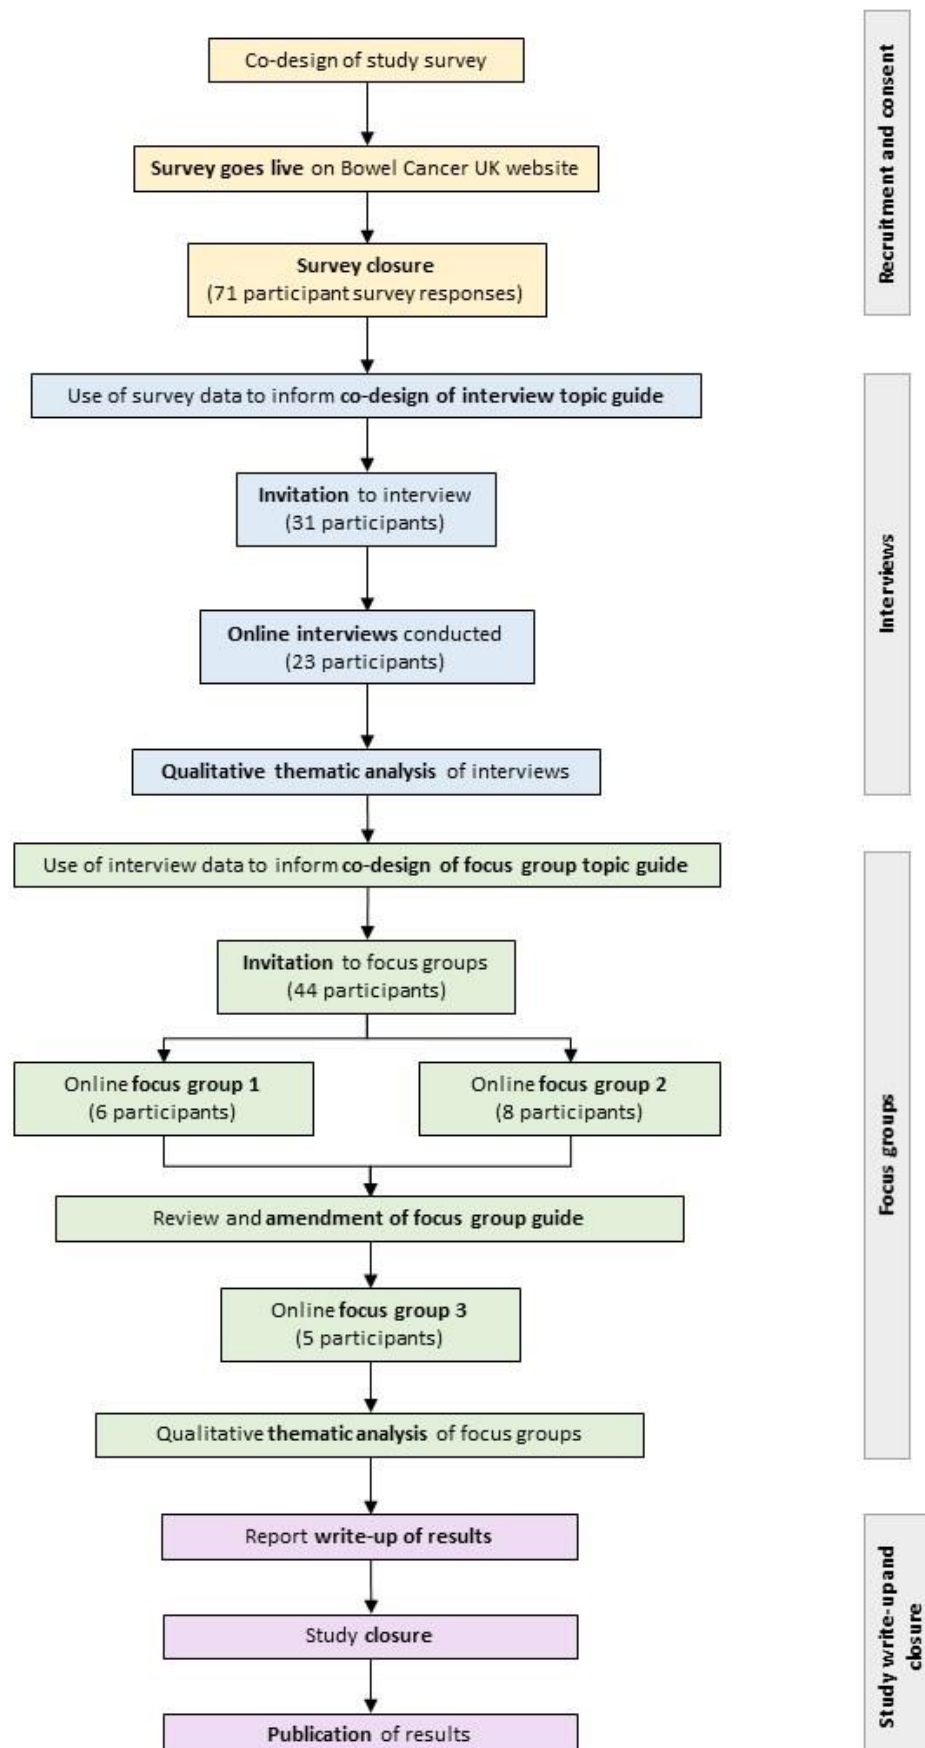 Co-design of study survey
Survey goes live on Bowel Cancer UK website
Survey closure
(71 participant survey responses)
Recruitment and consent
Use of survey data to inform co-design of interview topic guide
Invitation to interview
(31 participants)
Online interviews conducted
(23 participants)
Qualitative thematic analysis of interviews
Interviews
Use of interview data to inform co-design of focus group topic guide
Invitation to focus groups
(44 participants)
Online focus group 1
(6 participants)
Online focus group 2
(8 participants)
Review and amendment of focus group guide
Online focus group 3
(5 participants)
Qualitative thematic analysis of focus groups
Focus groups
Report write-up of results
Study closure
Publication of results
Study write-up and
closure